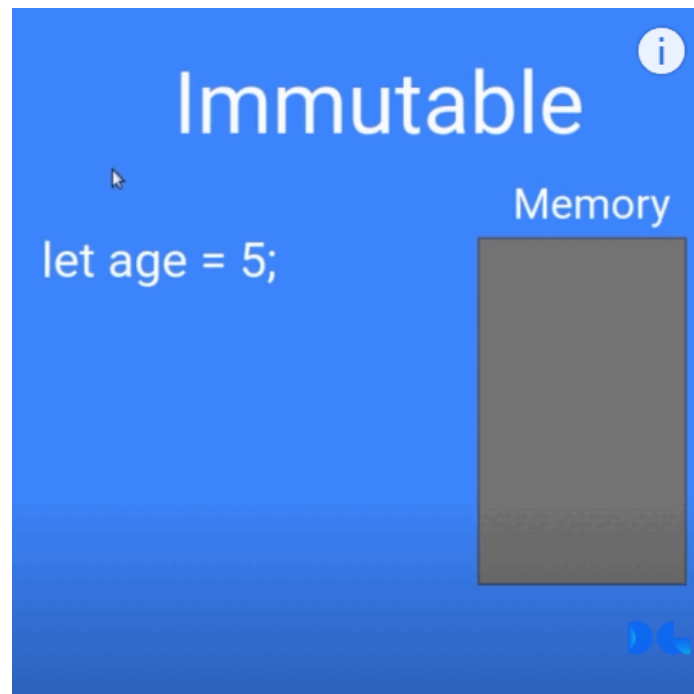 i
Immutable
Memory
let age = 5;